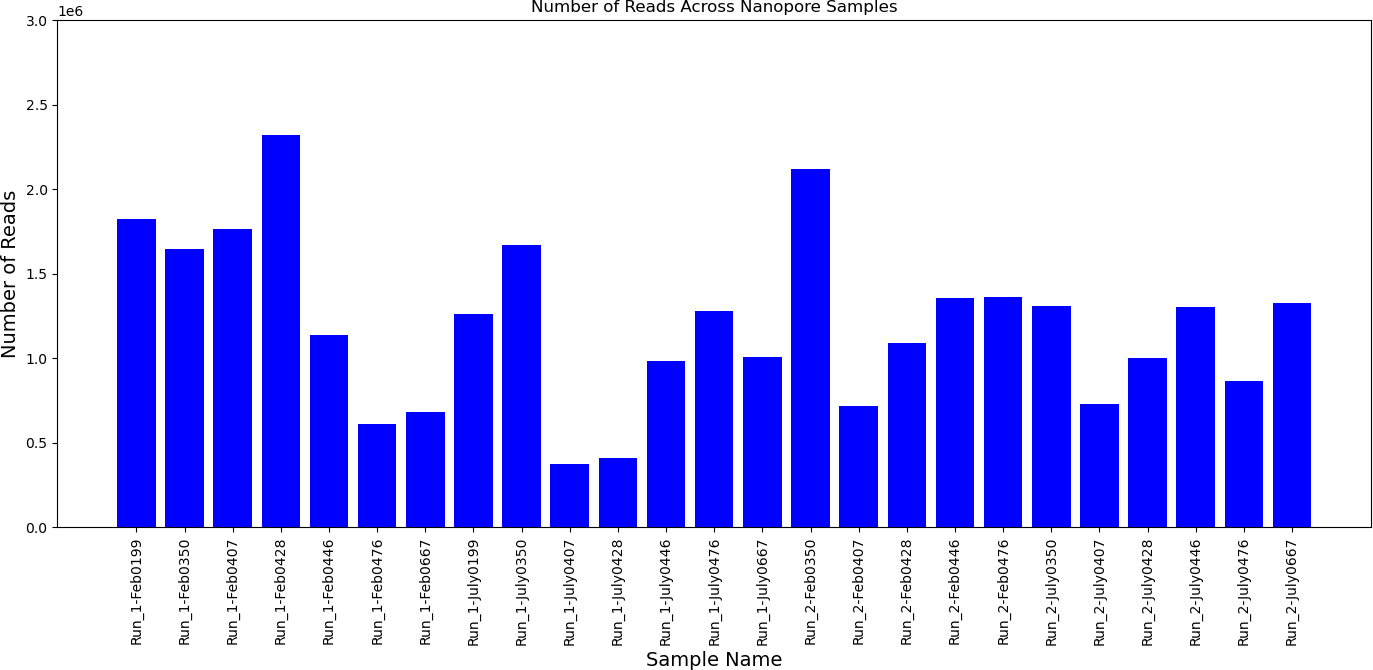 Number of Reads Across Nanopore Samples
1e6
3.0
2.5
2.0
1.5
1.0
0.5
0.0
Number of Reads
Run_1-Feb0199
Run_1-Feb0350
Run_1-Feb0407
Run_1-Feb0428
Run_1-Feb0446
Run_1-Feb0476
Run_1-Feb0667
Run_1-July0199
Run_1-July0350
Run_1-July0407
Run_1-July0428
Run_1-July0446
Run_1-July0476
Run_1-July0667
Run_2-Feb0350
Run_2-Feb0407
Run_2-Feb0428
Run_2-Feb0446
Run_2-Feb0476
Run_2-July0350
Run_2-July0407
Run_2-July0428
Run_2-July0446
Run_2-July0476
Run_2-July0667
Sample Name